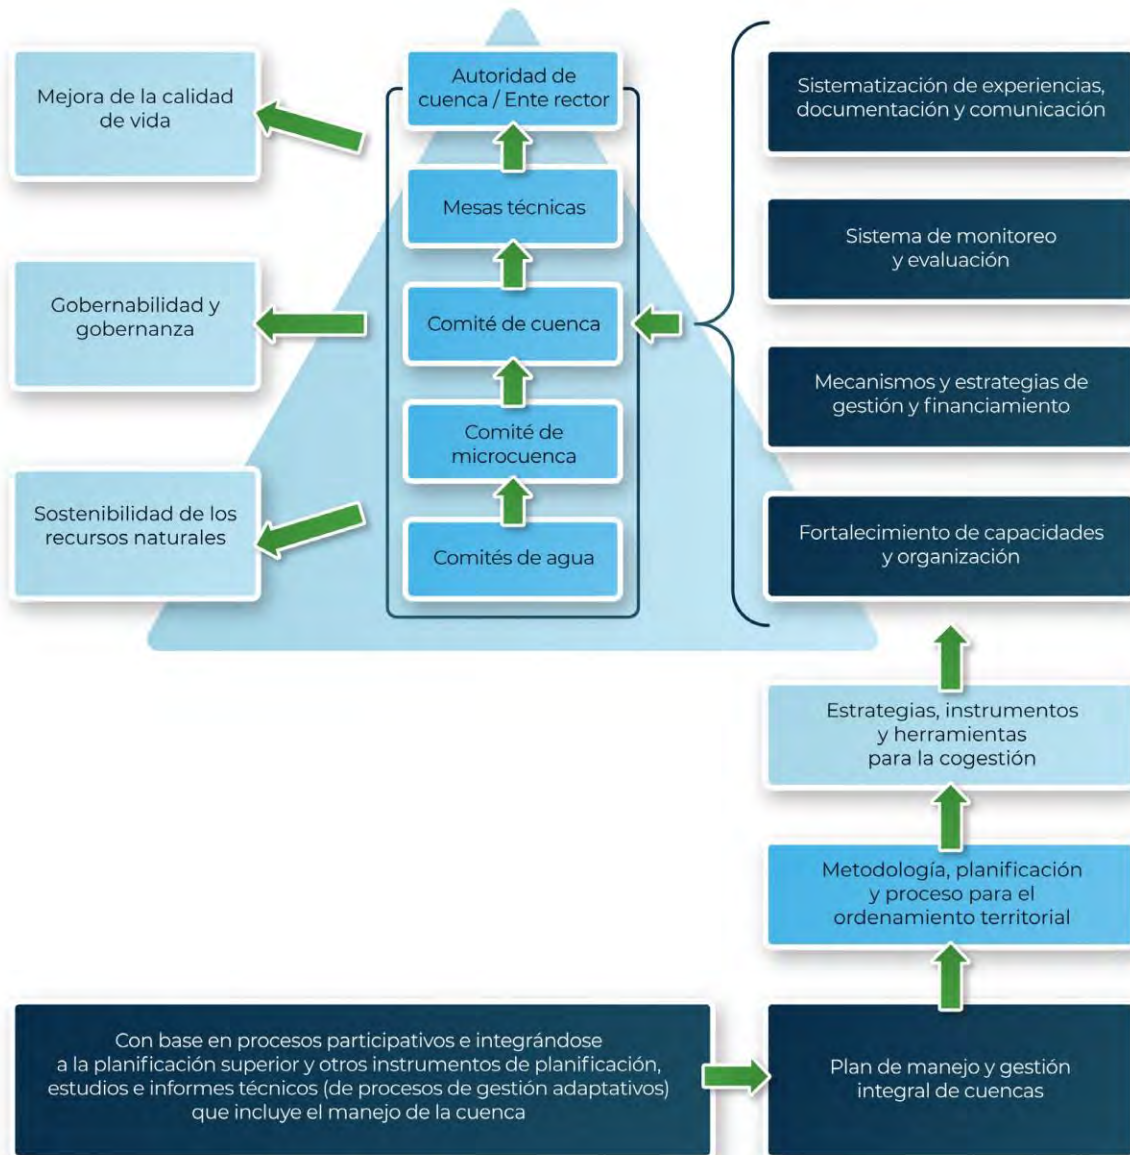 Mejora de la calidad
de vida
Gobernabilidad y
gobernanza
Sostenibilidad de los
recursos naturales
Autoridad de
cuenca / Ente rector
Mesas técnicas
Comité de cuenca
Comité de
microcuenca
Comités de agua
Sistematización de experiencias,
documentación y comunicación
Sistema de monitoreo
y evaluación
Mecanismos y estrategias de
gestión y financiamiento
Fortalecimiento de capacidades
y organización
Estrategias, instrumentos
y herramientas
para la cogestión
Metodología, planificación
y proceso para el
ordenamiento territorial
Con base en procesos participativos e integrándose
a la planificación superior y otros instrumentos de planificación,
estudios e informes técnicos (de procesos de gestión adaptativos)
que incluye el manejo de la cuenca
Plan de manejo y gestión
integral de cuencas